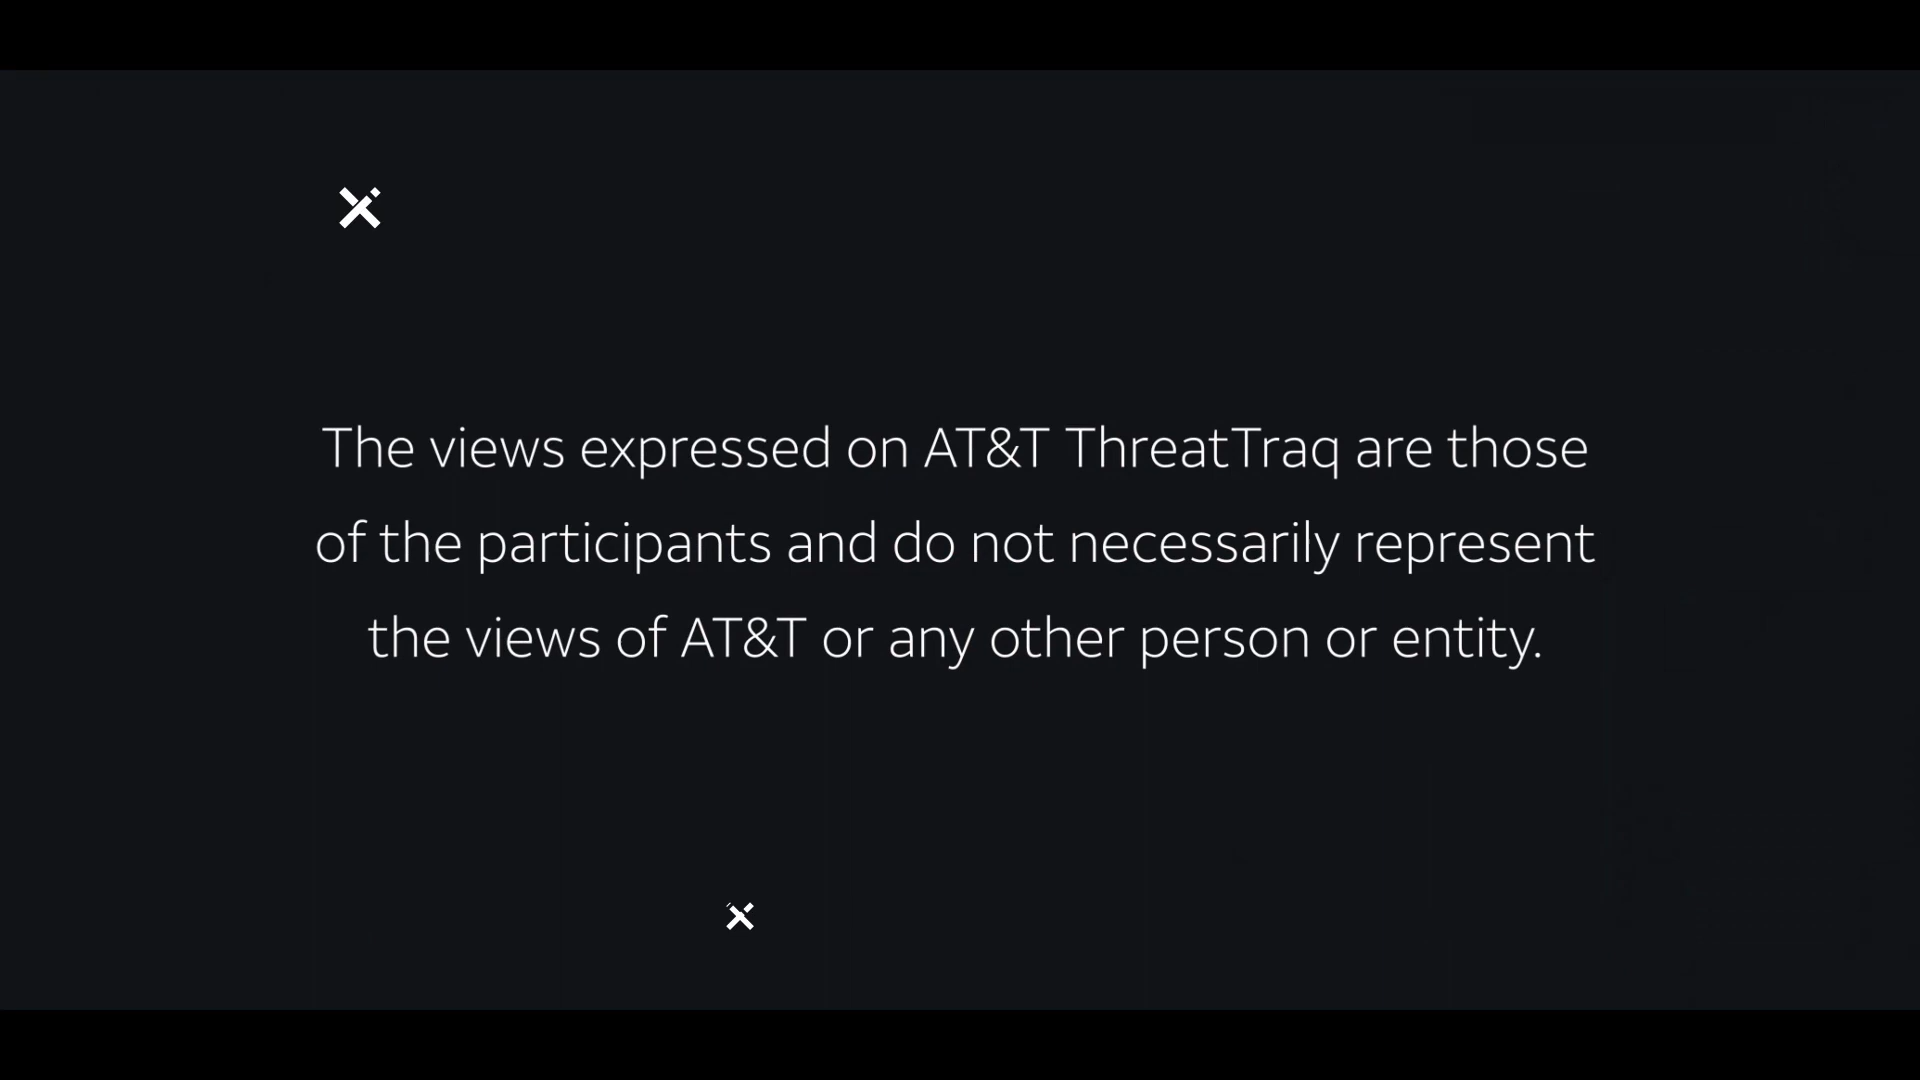 The views expressed on AT&T ThreatTraq are those
of the participants and do not necessarily represent
the views of AT&T or any other person or entity.